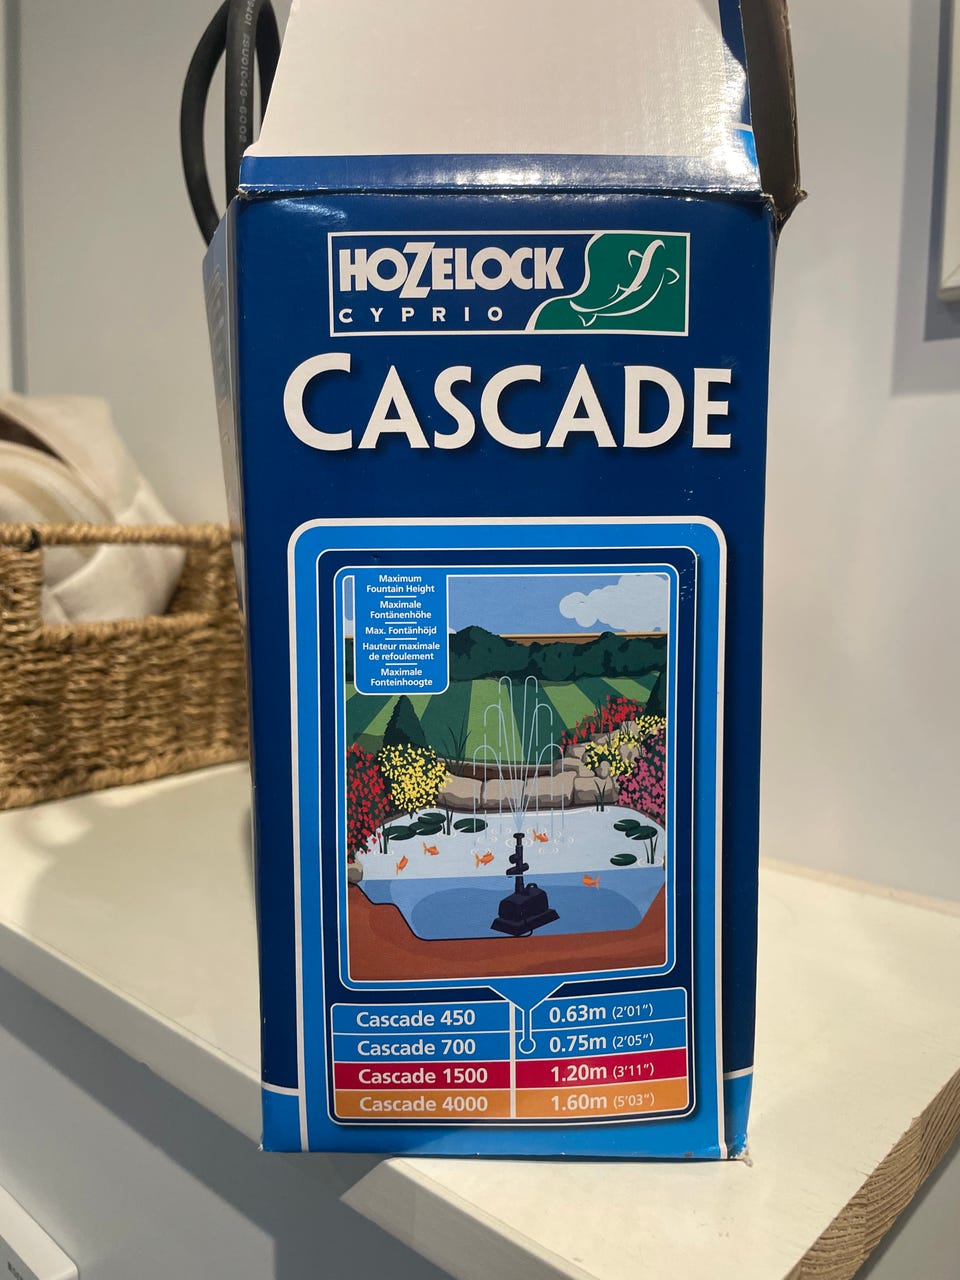 HOZELOCK
CYPRIO
CASCADE
Maximum
Fountain Height
Maximale
Fontänenhöhe
Max. Fontänhöjd
Hauteur maximale
de refoulement
Maximale
Fonteinhoogte
Cascade 450 0.63m (2'01")
Cascade 700 0.75m (2'05")
Cascade 1500 1.20m (3'11")
Cascade 4000 1.60m (5'03")